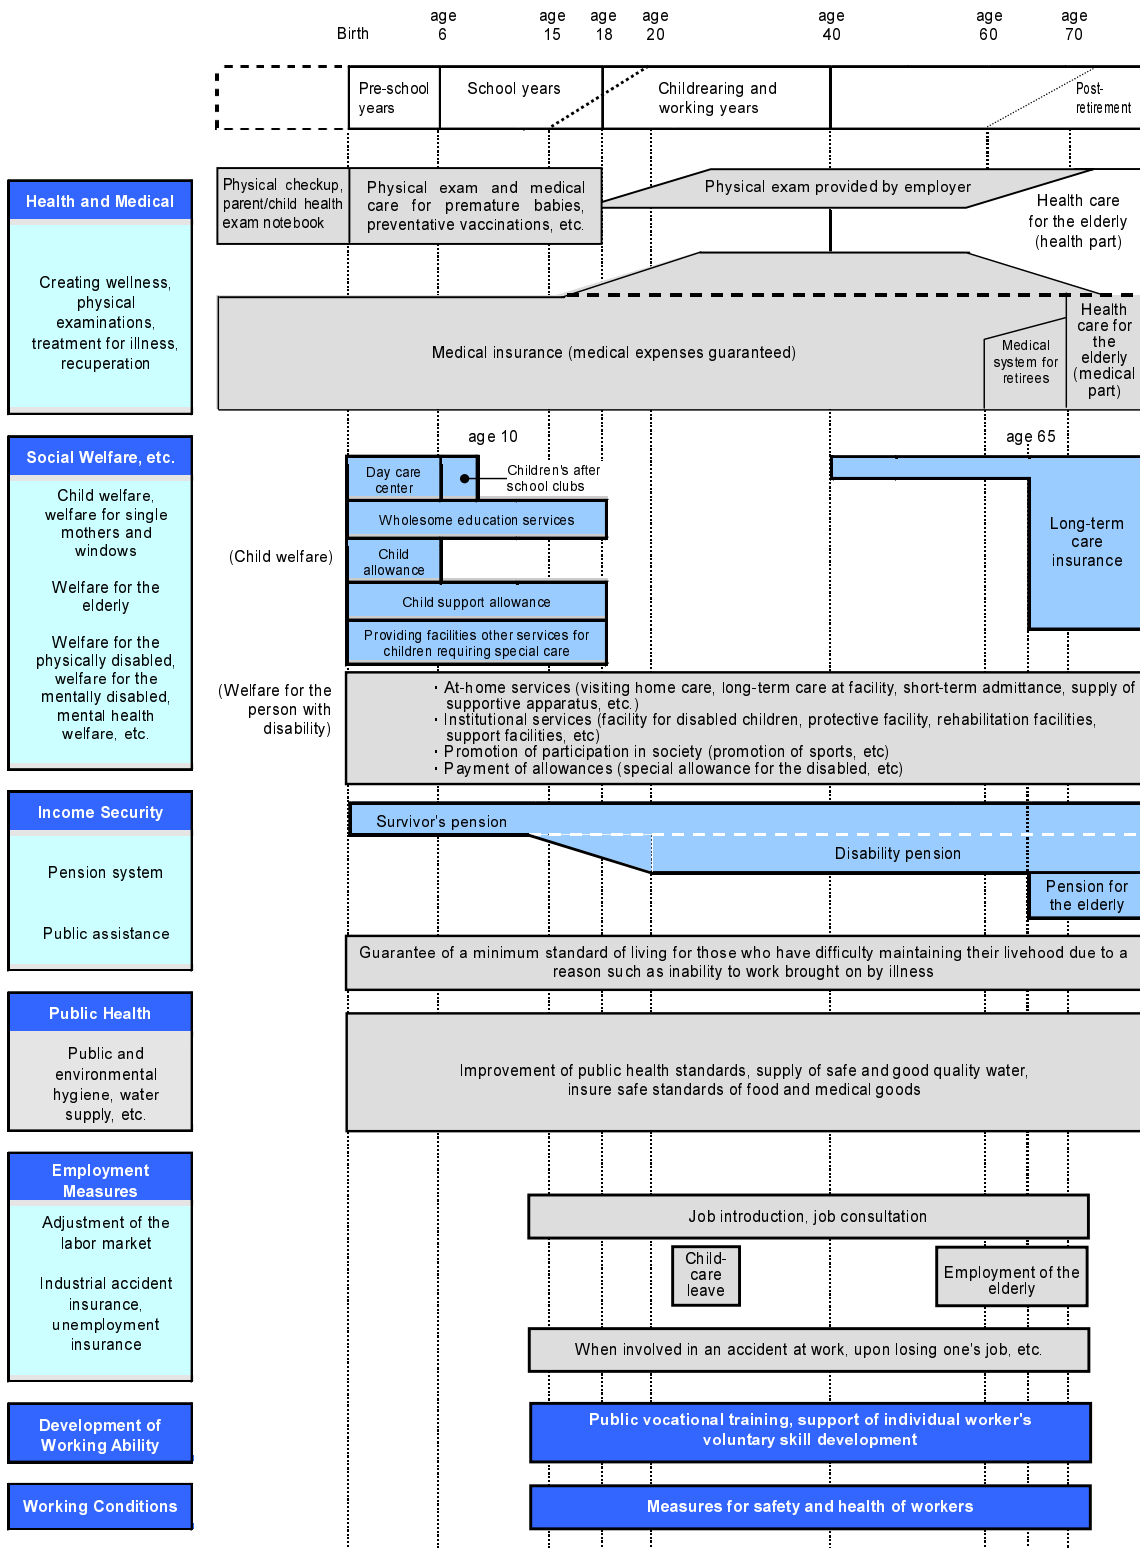 Birth
age
6
age
15
age
18
age
20
age
40
age
60
age
70
Pre-school
years
School years
Childrearing and
working years
Post-
retirement
Health and Medical
Creating wellness,
physical
examinations,
treatment for illness,
recuperation
Physical checkup,
parent/child health
exam notebook
Physical exam and medical
care for premature babies,
preventative vaccinations, etc.
Physical exam provided by employer
Health care
for the elderly
(health part)
Medical insurance (medical expenses guaranteed)
Medical
system for
retirees
Health
care for
the
elderly
(medical
part)
Social Welfare, etc.
Child welfare,
welfare for single
mothers and
windows
Welfare for the
elderly
Welfare for the
physically disabled,
welfare for the
mentally disabled,
mental health
welfare, etc.
age 10
age 65
Day care
center
Children's after
school clubs
Wholesome education services
(Child welfare)
Child
allowance
Child support allowance
Providing facilities other services for
children requiring special care
Long-term
care
insurance
(Welfare for the
person with
disability)
・At-home services (visiting home care, long-term care at facility, short-term admittance, supply of
supportive apparatus, etc.)
・Institutional services (facility for disabled children, protective facility, rehabilitation facilities,
support facilities, etc)
・Promotion of participation in society (promotion of sports, etc)
・Payment of allowances (special allowance for the disabled, etc)
Income Security
Pension system
Public assistance
Survivor's pension
Disability pension
Pension for
the elderly
Guarantee of a minimum standard of living for those who have difficulty maintaining their livehood due to a
reason such as inability to work brought on by illness
Public Health
Public and
environmental
hygiene, water
supply, etc.
Improvement of public health standards, supply of safe and good quality water,
insure safe standards of food and medical goods
Employment
Measures
Adjustment of the
labor market
Industrial accident
insurance,
unemployment
insurance
Job introduction, job consultation
Child-
care
leave
Employment of the
elderly
When involved in an accident at work, upon losing one's job, etc.
Development of
Working Ability
Public vocational training, support of individual worker's
voluntary skill development
Working Conditions
Measures for safety and health of workers